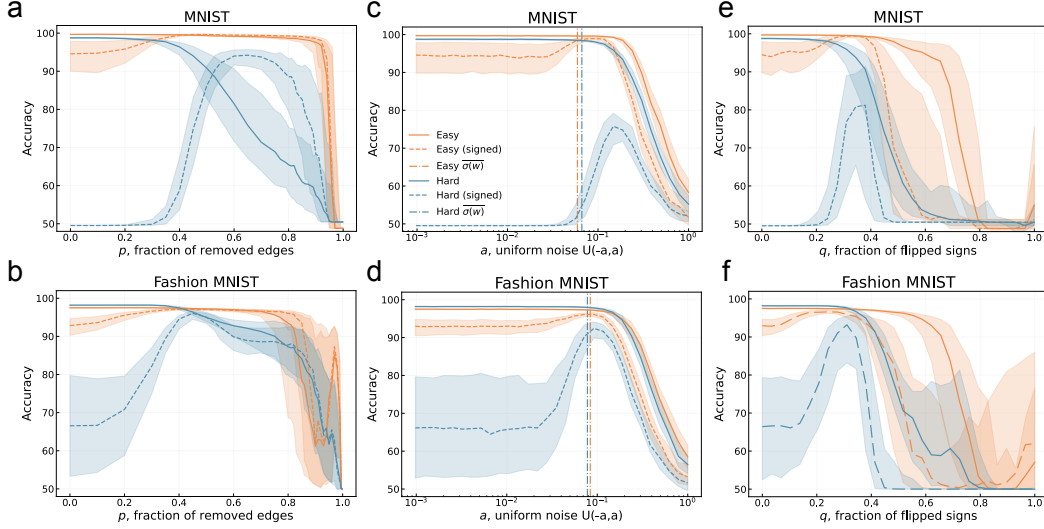 a
MNIST
100
90
80
70
60
50
Accuracy
0.0 0.2 0.4 0.6 0.8 1.0
p, fraction of removed edges
c
MNIST
100
90
80
70
60
50
Accuracy
Easy
Easy (signed)
Easy σ(w)
Hard
Hard (signed)
Hard σ(w)
10⁻³ 10⁻² 10⁻¹ 10⁰
a, uniform noise U(-a,a)
e
MNIST
100
90
80
70
60
50
Accuracy
0.0 0.2 0.4 0.6 0.8 1.0
q, fraction of flipped signs
b
Fashion MNIST
100
90
80
70
60
50
Accuracy
0.0 0.2 0.4 0.6 0.8 1.0
p, fraction of removed edges
d
Fashion MNIST
100
90
80
70
60
50
Accuracy
10⁻³ 10⁻² 10⁻¹ 10⁰
a, uniform noise U(-a,a)
f
Fashion MNIST
100
90
80
70
60
50
Accuracy
0.0 0.2 0.4 0.6 0.8 1.0
q, fraction of flipped signs